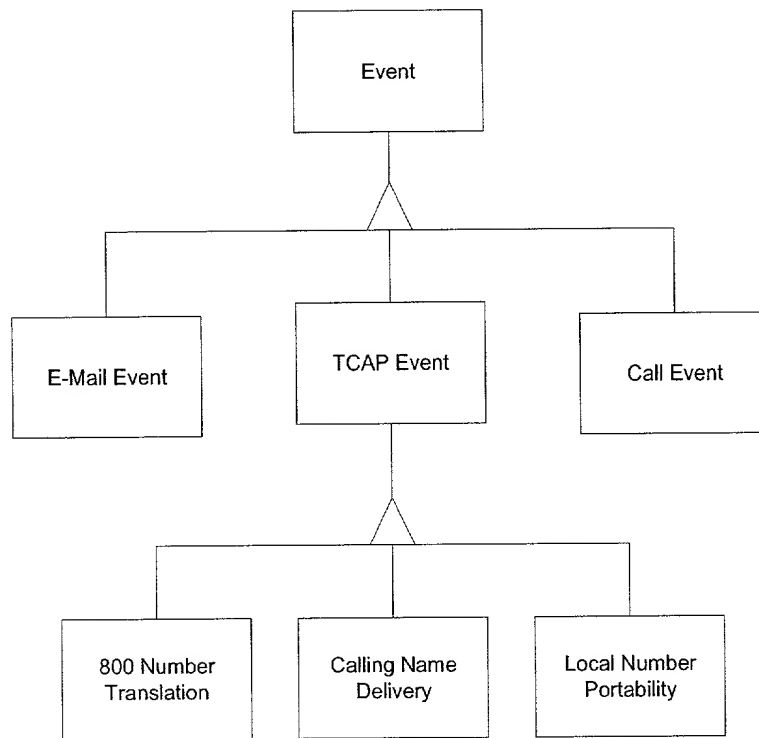 Event
E-Mail Event
TCAP Event
Call Event
800 Number
Translation
Calling Name
Delivery
Local Number
Portability